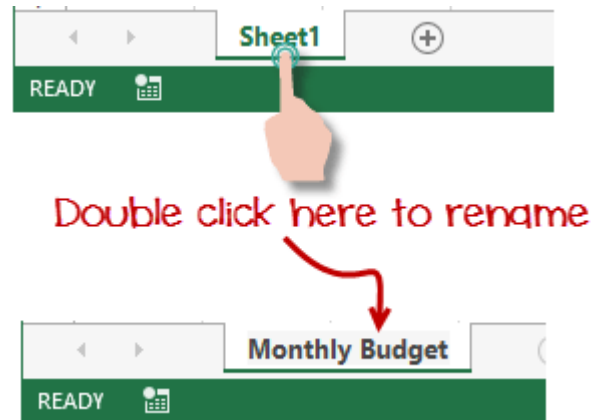 Sheet1
READY
Double click here to rename
Monthly Budget
READY